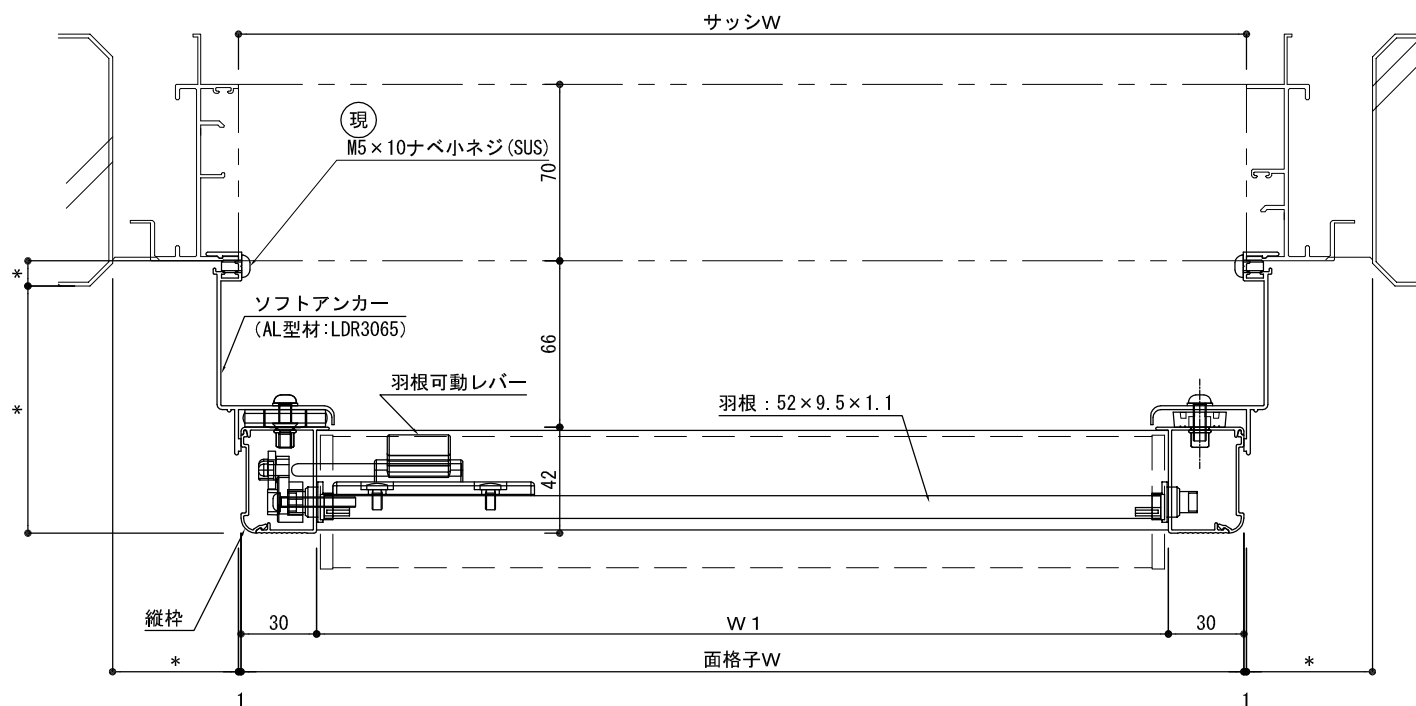 サッシW
現
M5×10ナベ小ネジ(SUS)
70
*
ソフトアンカー
(AL型材:LDR3065)
66
羽根可動レバー
羽根：52×9.5×1.1
*
42
縦枠
30
W1
30
*
面格子W
*
1
1